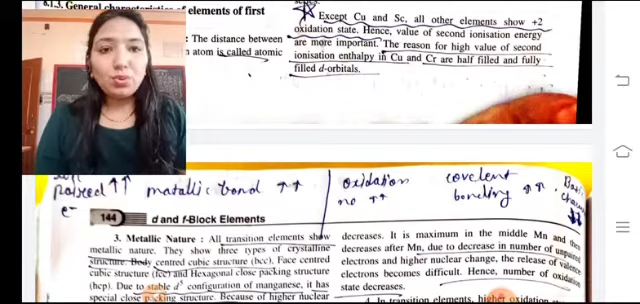 6.1.3. General characteristics of elements of first
: The distance between
atom is called atomic
Except Cu and Sc, all other elements show +2
oxidation state. Hence, value of second ionisation energy
are more important. The reason for high value of second
ionisation enthalpy in Cu and Cr are half filled and fully
filled d-orbitals.
paired ↑↑ matallic bond ↑↑
e⁻
oxidation
no ↑↑
covelent
bonding ↑↑
144 d and f-Block Elements
3. Metallic Nature : All transition elements show
metallic nature. They show three types of crystalline
structure. Body centred cubic structure (bcc). Face centred
cubic structure (fcc) and Hexagonal close packing structure
(hcp). Due to stable d⁵ configuration of manganese, it has
special close packing structure. Because of higher nuclear
decreases. It is maximum in the middle Mn and then
decreases after Mn, due to decrease in number of unpaired
electrons and higher nuclear change, the release of valence
electrons becomes difficult. Hence, number of oxidation
state decreases.
4. In transition elements, higher oxidation